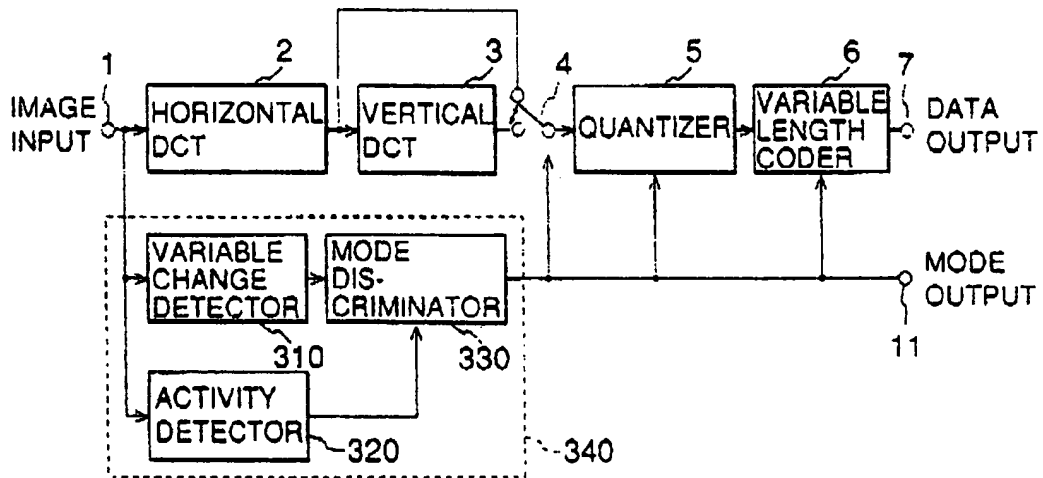 1
2
3
4
5
6
7
IMAGE
INPUT
HORIZONTAL
DCT
VERTICAL
DCT
QUANTIZER
VARIABLE
LENGTH
CODER
DATA
OUTPUT
VARIABLE
CHANGE
DETECTOR
310
MODE
DIS-
CRIMINATOR
330
MODE
OUTPUT
11
ACTIVITY
DETECTOR
320
340